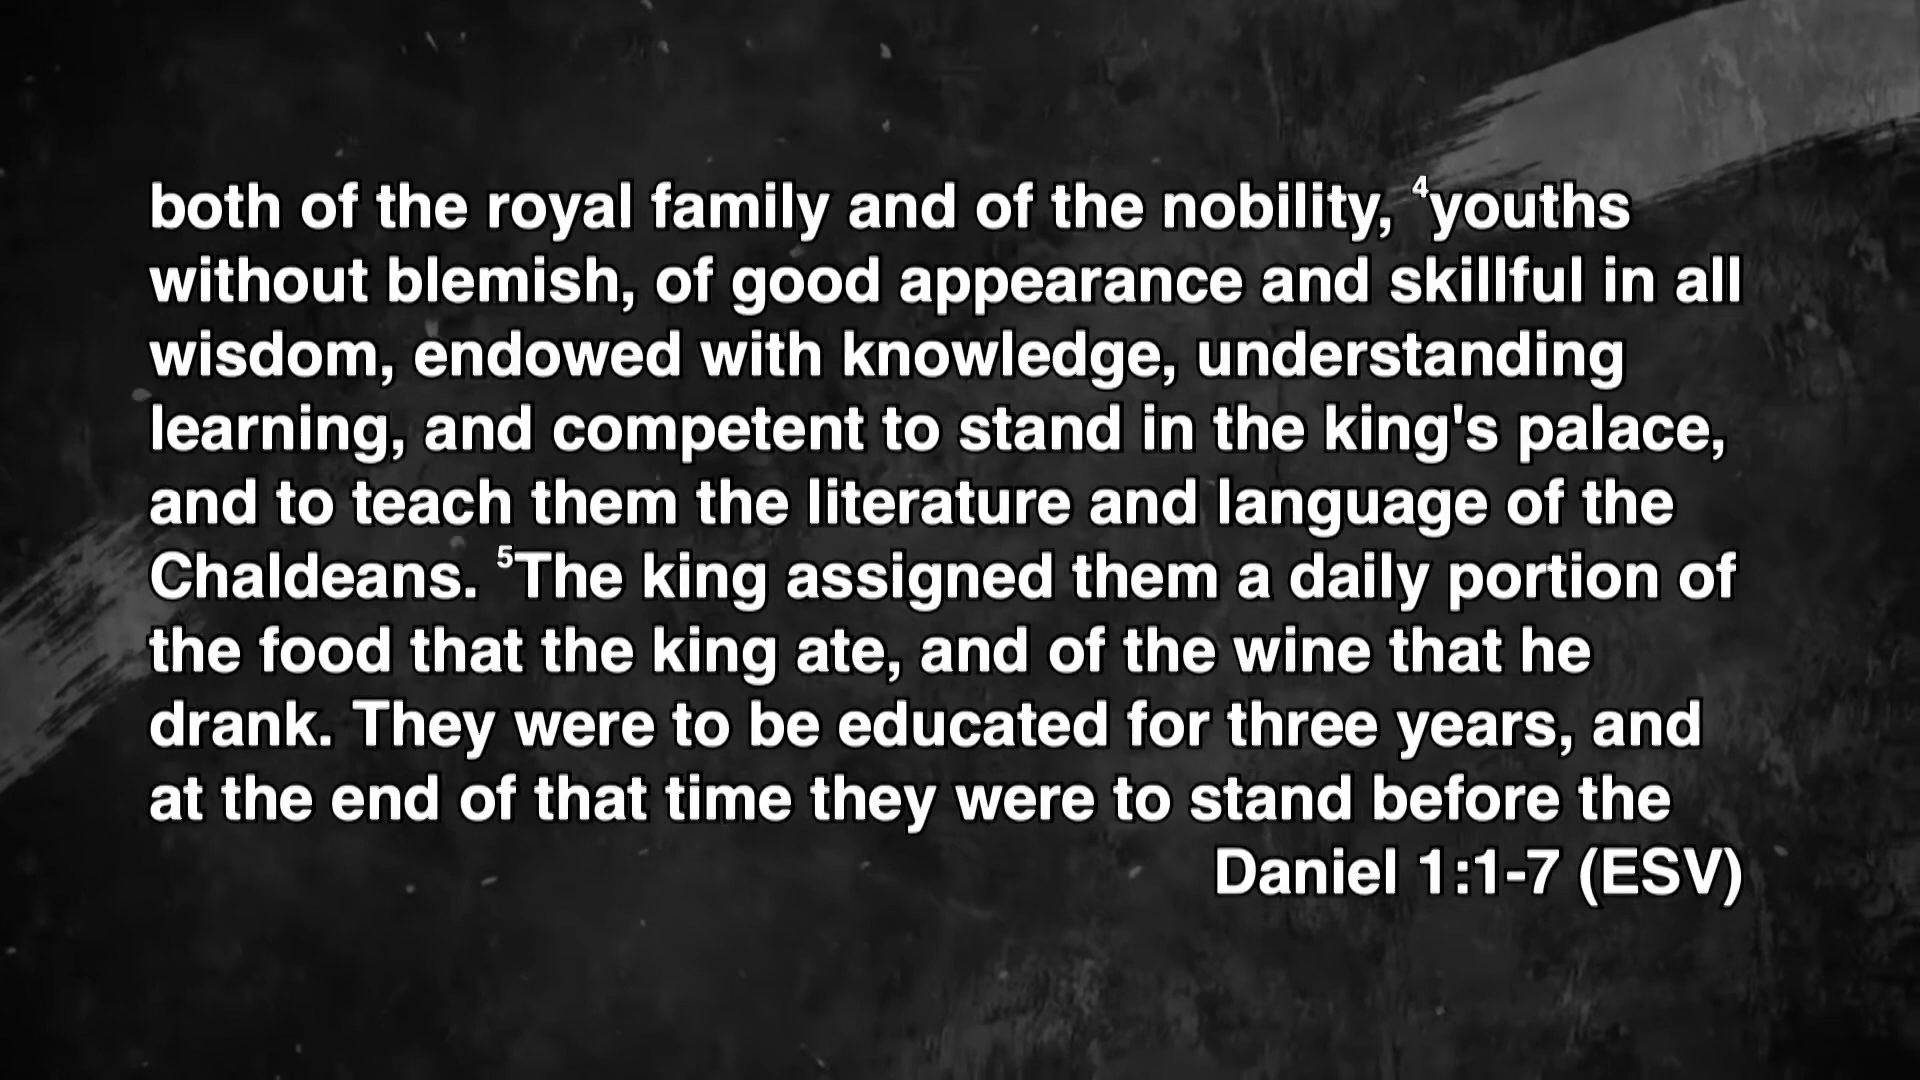 both of the royal family and of the nobility, ⁴youths
without blemish, of good appearance and skillful in all
wisdom, endowed with knowledge, understanding
learning, and competent to stand in the king's palace,
and to teach them the literature and language of the
Chaldeans. ⁵The king assigned them a daily portion of
the food that the king ate, and of the wine that he
drank. They were to be educated for three years, and
at the end of that time they were to stand before the
Daniel 1:1-7 (ESV)